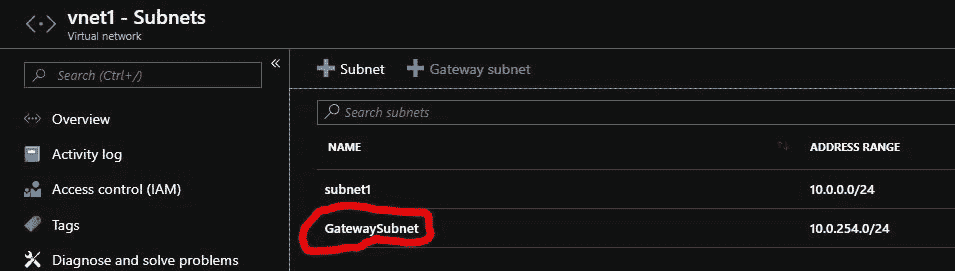 vnet1 - Subnets
Virtual network
Search (Ctrl+/)
«
Overview
Activity log
Access control (IAM)
Tags
Diagnose and solve problems
+ Subnet
+ Gateway subnet
Search subnets
NAME ↑↓ ADDRESS RANGE
subnet1 10.0.0.0/24
GatewaySubnet 10.0.254.0/24